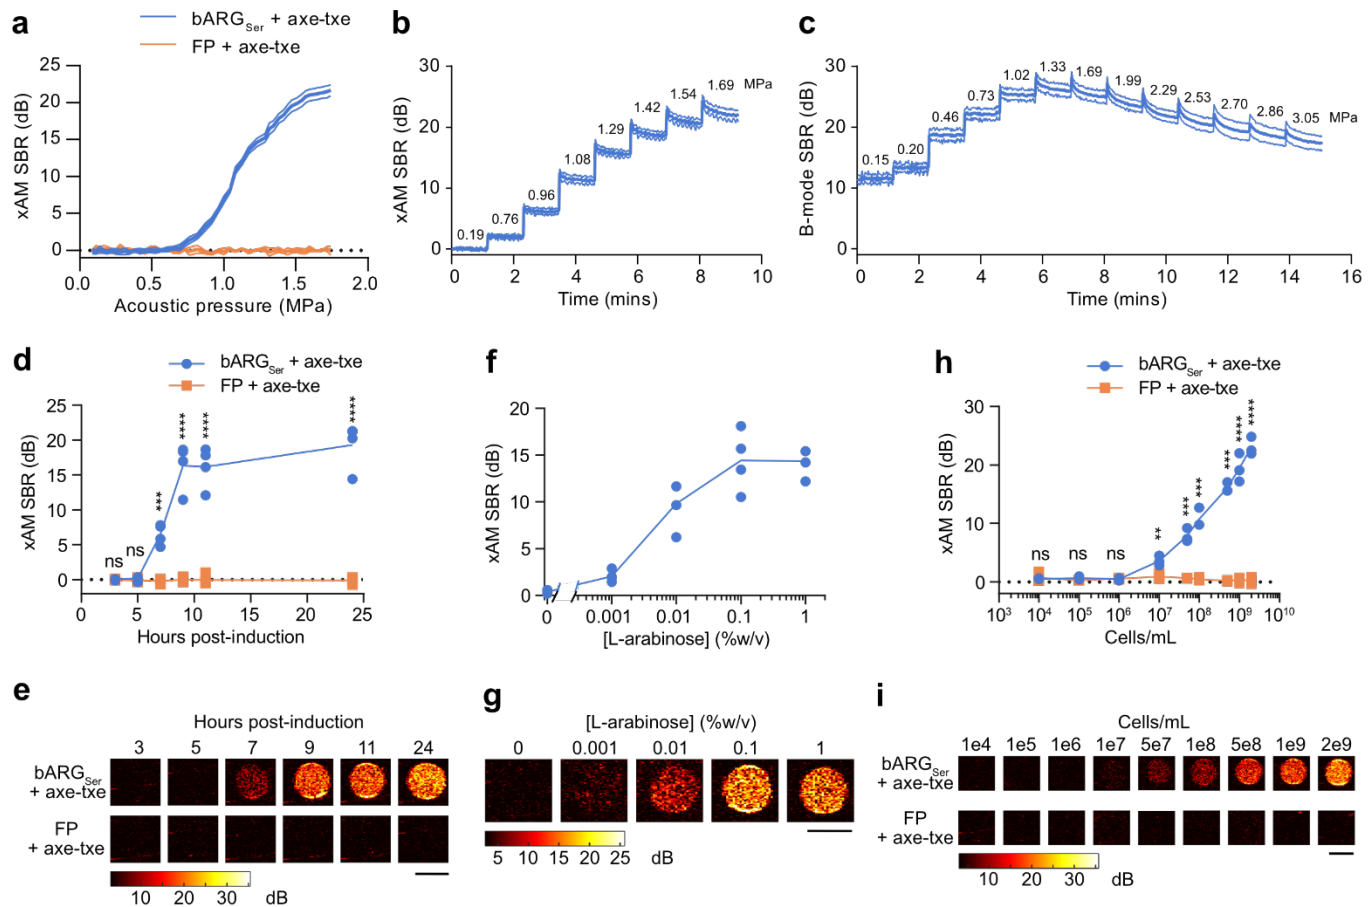 a
bARGSer + axe-txe
FP + axe-txe
xAM SBR (dB)
25
20
15
10
5
0
0.0 0.5 1.0 1.5 2.0
Acoustic pressure (MPa)
b
xAM SBR (dB)
30
20
10
0
0.19 0.76 0.96 1.08 1.29 1.42 1.54 1.69 MPa
0 2 4 6 8 10
Time (mins)
c
B-mode SBR (dB)
30
20
10
0
0.15 0.20 0.46 0.73 1.02 1.33 1.69 1.99 2.29 2.53 2.70 2.86 3.05 MPa
0 2 4 6 8 10 12 14 16
Time (mins)
d
bARGSer + axe-txe
FP + axe-txe
xAM SBR (dB)
25
20
15
10
5
0
ns ns *** **** **** ****
0 5 10 15 20 25
Hours post-induction
f
xAM SBR (dB)
20
15
10
5
0
0 0.001 0.01 0.1 1
[L-arabinose] (%w/v)
h
bARGSer + axe-txe
FP + axe-txe
xAM SBR (dB)
30
20
10
0
ns ns ns ** *** *** *** **** ****
10³ 10⁴ 10⁵ 10⁶ 10⁷ 10⁸ 10⁹ 10¹⁰
Cells/mL
e
Hours post-induction
3 5 7 9 11 24
bARGSer
+ axe-txe
FP
+ axe-txe
10 20 30 dB
g
[L-arabinose] (%w/v)
0 0.001 0.01 0.1 1
5 10 15 20 25 dB
i
Cells/mL
1e4 1e5 1e6 1e7 5e7 1e8 5e8 1e9 2e9
bARGSer
+ axe-txe
FP
+ axe-txe
10 20 30 dB